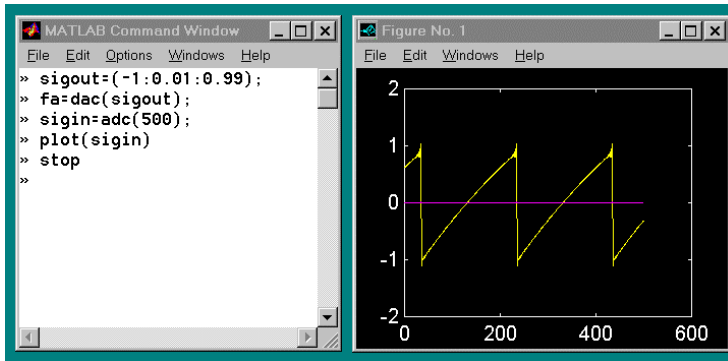 MATLAB Command Window
File Edit Options Windows Help
» sigout=(-1:0.01:0.99);
» fa=dac(sigout);
» sigin=adc(500);
» plot(sigin)
» stop
»
Figure No. 1
File Edit Windows Help
2
1
0
-1
-2
0 200 400 600